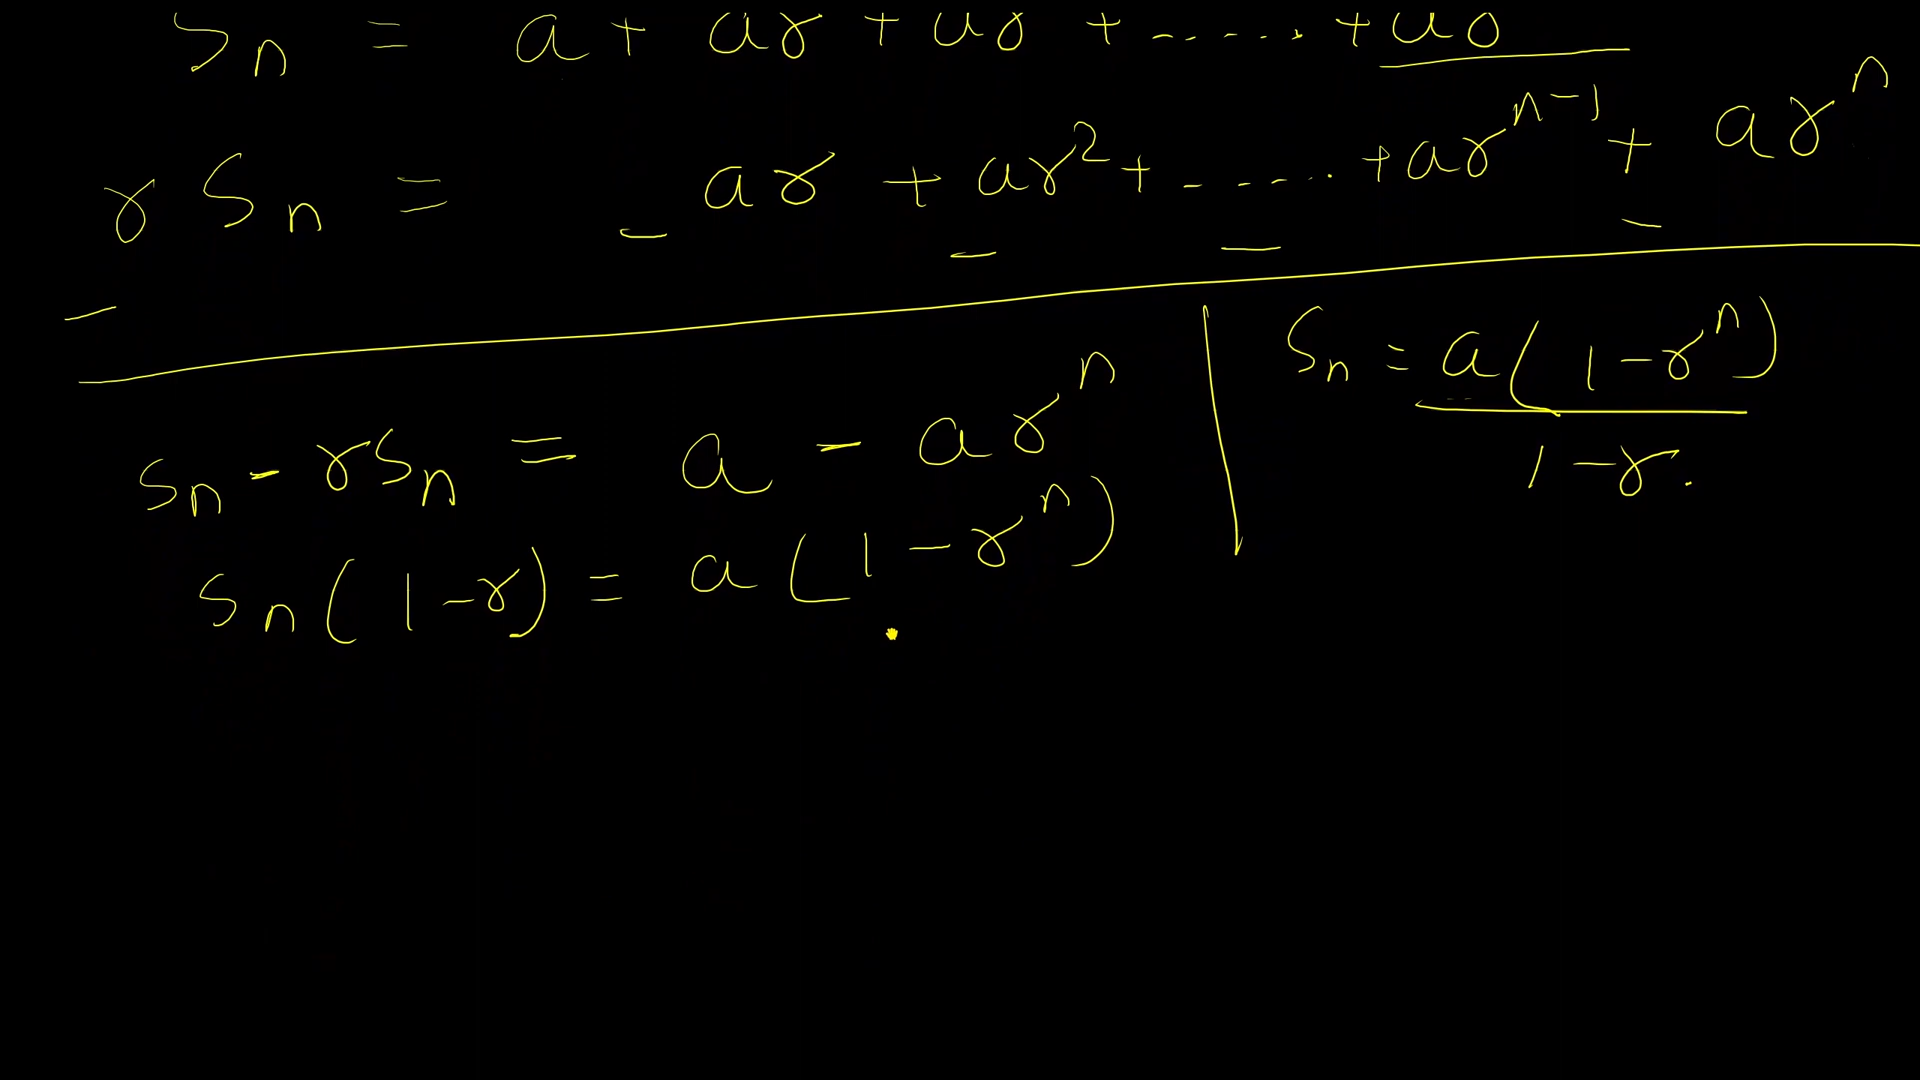 Sn = a + ar + ar + ...... + ar
r Sn = ar + ar² + ...... + arⁿ⁻¹ + arⁿ
− − − − −
Sn - rSn = a - arⁿ
Sn(1-r) = a(1-rⁿ)
Sn = a(1-rⁿ)
1-r.